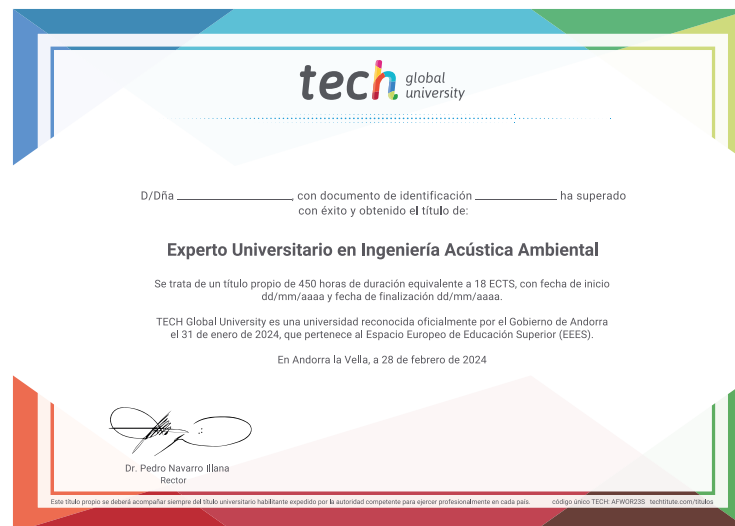 tech global university
D/Dña ____________, con documento de identificación ____________ ha superado
con éxito y obtenido el título de:
Experto Universitario en Ingeniería Acústica Ambiental
Se trata de un título propio de 450 horas de duración equivalente a 18 ECTS, con fecha de inicio
dd/mm/aaaa y fecha de finalización dd/mm/aaaa.
TECH Global University es una universidad reconocida oficialmente por el Gobierno de Andorra
el 31 de enero de 2024, que pertenece al Espacio Europeo de Educación Superior (EEES).
En Andorra la Vella, a 28 de febrero de 2024
Dr. Pedro Navarro Illana
Rector
Este título propio se deberá acompañar siempre del título universitario habilitante expedido por la autoridad competente para ejercer profesionalmente en cada país. código único TECH: AFWOR23S techtitute.com/titulos